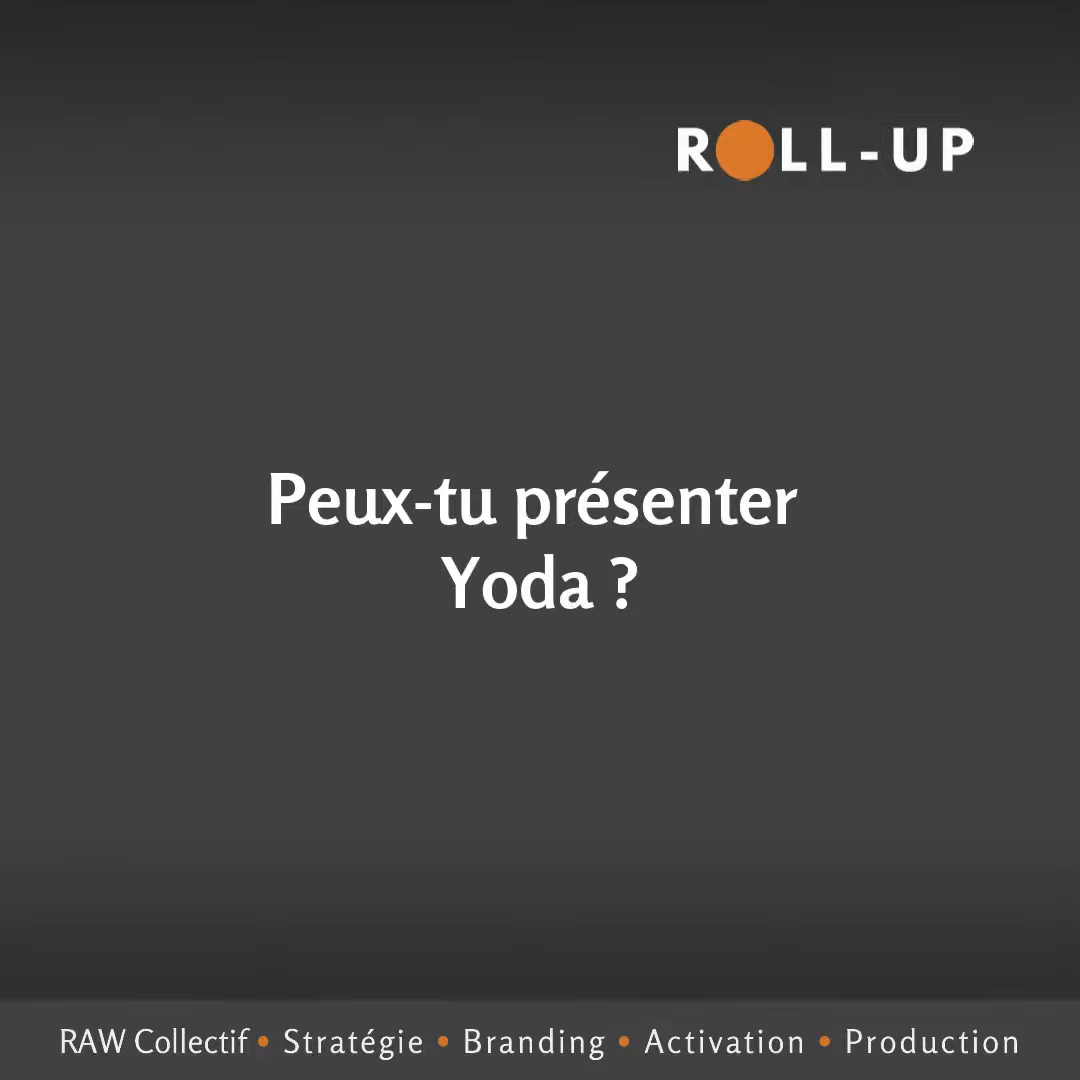 ROLL-UP
Peux-tu présenter
Yoda ?
RAW Collectif • Stratégie • Branding • Activation • Production